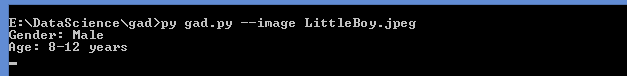 E:\DataScience\gad>py gad.py --image LittleBoy.jpeg
Gender: Male
Age: 8-12 years